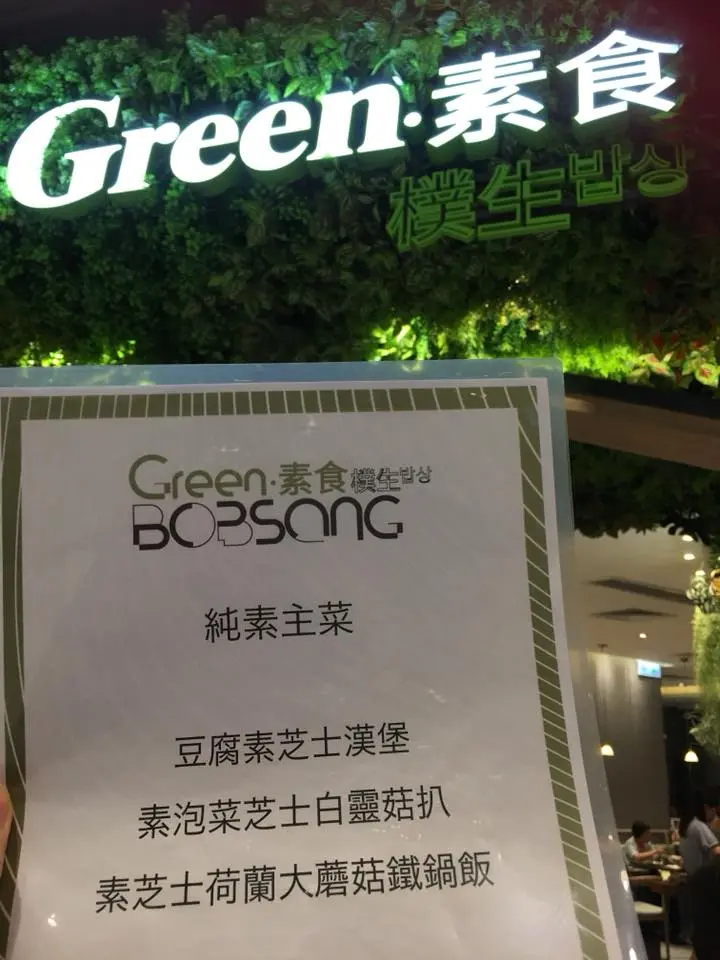 Green·素食
樸生밥상
Green·素食樸生밥상
BOBSANG
純素主菜
豆腐素芝士漢堡
素泡菜芝士白靈菇扒
素芝士荷蘭大蘑菇鐵鍋飯